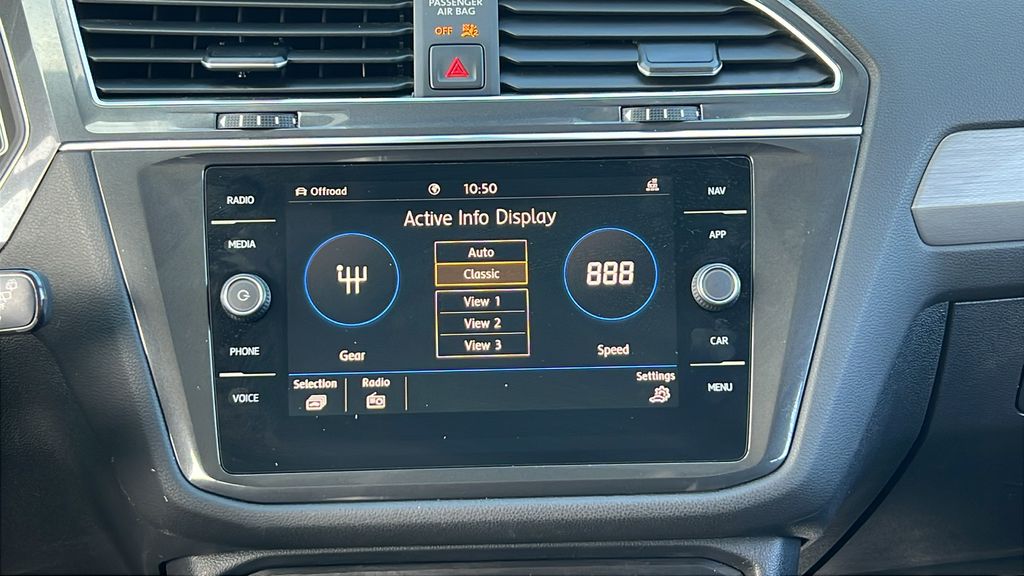 PASSENGER
AIR BAG
OFF
RADIO
MEDIA
PHONE
VOICE
Offroad
10:50
Active Info Display
Auto
Classic
View 1
View 2
View 3
Gear
888
Speed
Selection
Radio
Settings
NAV
APP
CAR
MENU